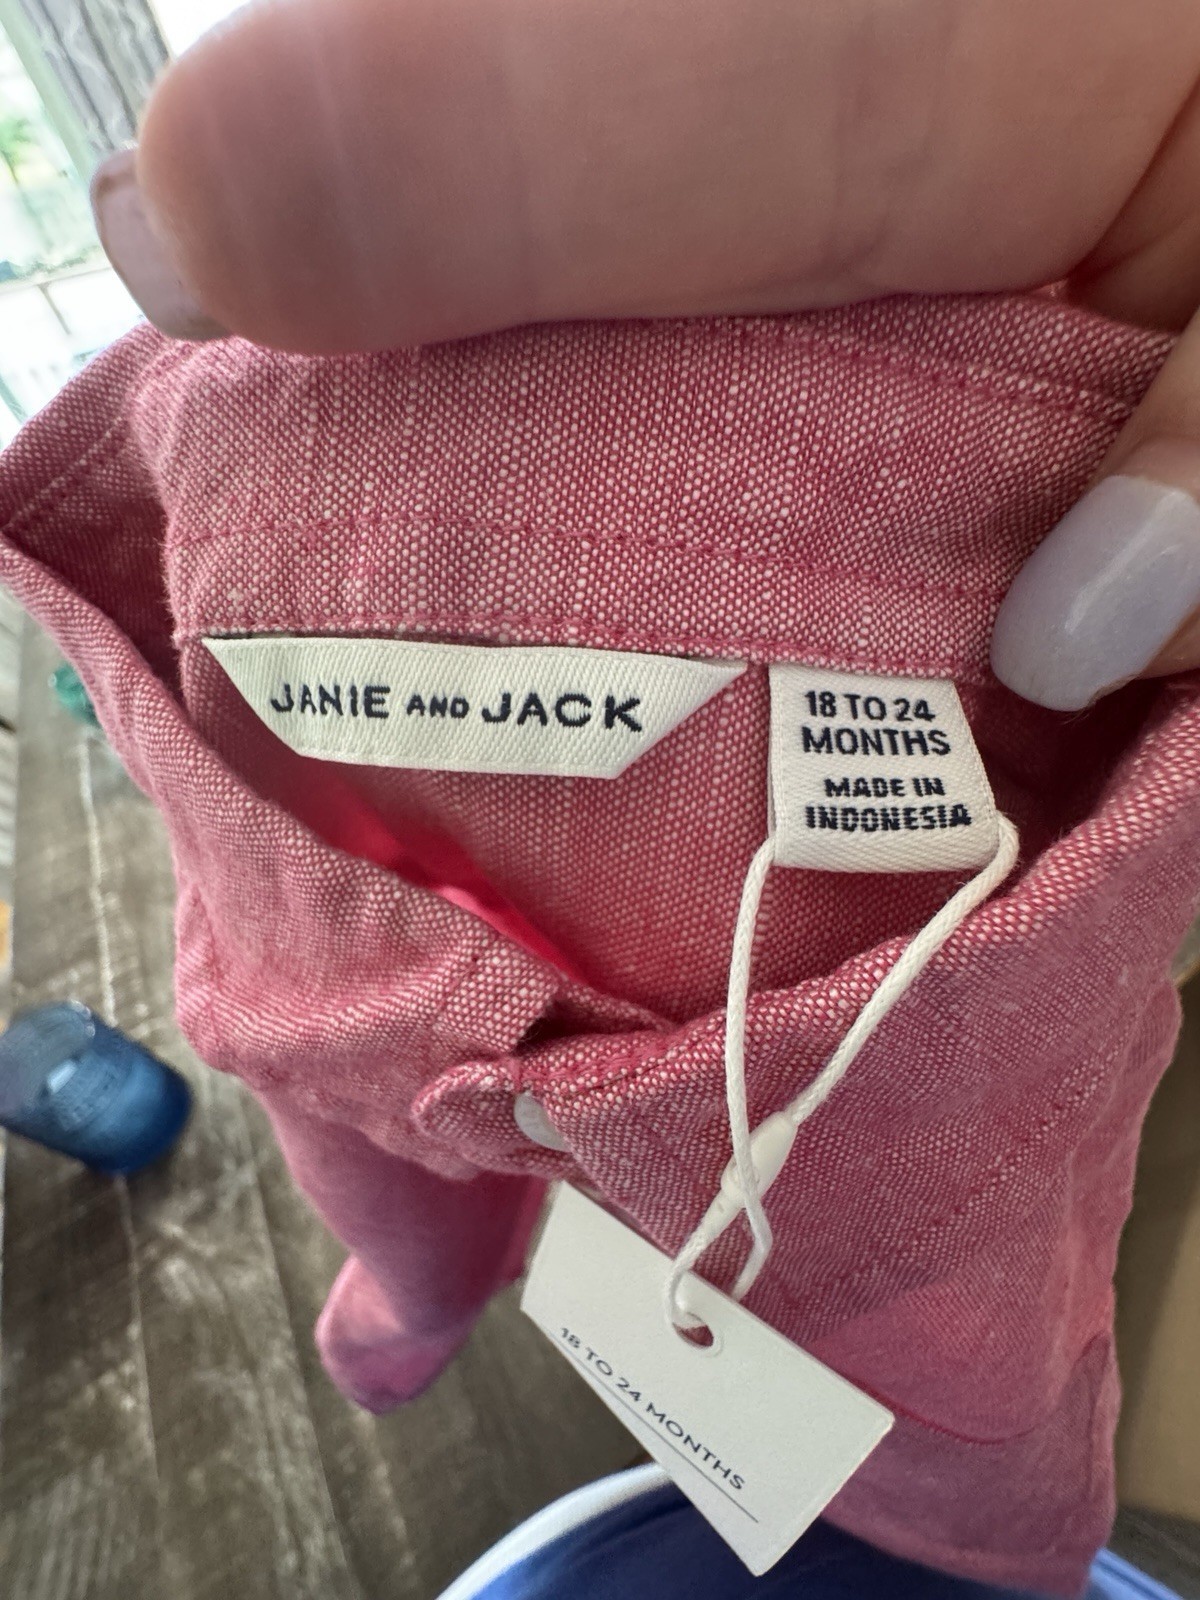 JANIE AND JACK
18 TO 24
MONTHS
MADE IN
INDONESIA
18 TO 24 MONTHS